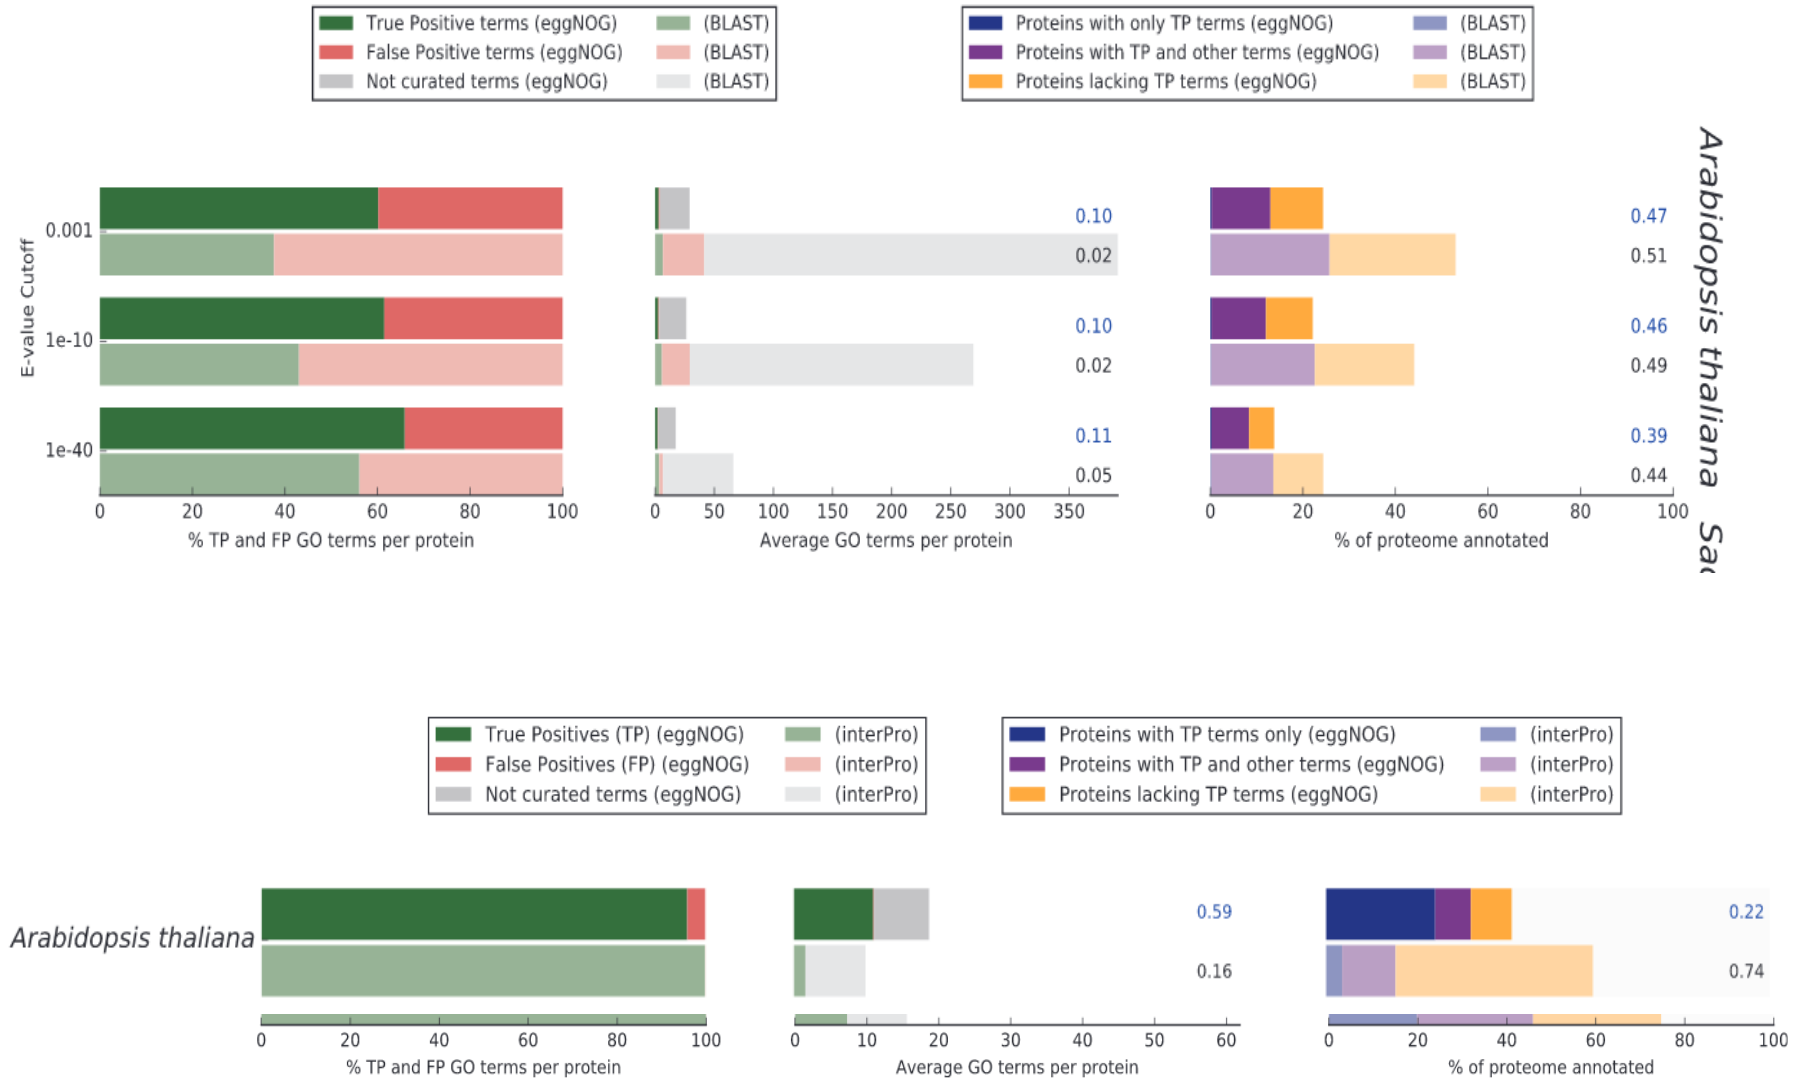 True Positive terms (eggNOG) (BLAST)
False Positive terms (eggNOG) (BLAST)
Not curated terms (eggNOG) (BLAST)
Proteins with only TP terms (eggNOG) (BLAST)
Proteins with TP and other terms (eggNOG) (BLAST)
Proteins lacking TP terms (eggNOG) (BLAST)
E-value Cutoff
0.001
1e-10
1e-40
0 20 40 60 80 100
% TP and FP GO terms per protein
0.10
0.02
0.10
0.02
0.11
0.05
0 50 100 150 200 250 300 350
Average GO terms per protein
0.47
0.51
0.46
0.49
0.39
0.44
0 20 40 60 80 100
% of proteome annotated
Arabidopsis thaliana Sac
True Positives (TP) (eggNOG) (interPro)
False Positives (FP) (eggNOG) (interPro)
Not curated terms (eggNOG) (interPro)
Proteins with TP terms only (eggNOG) (interPro)
Proteins with TP and other terms (eggNOG) (interPro)
Proteins lacking TP terms (eggNOG) (interPro)
Arabidopsis thaliana
0 20 40 60 80 100
% TP and FP GO terms per protein
0.59
0.16
0 10 20 30 40 50 60
Average GO terms per protein
0.22
0.74
0 20 40 60 80 100
% of proteome annotated